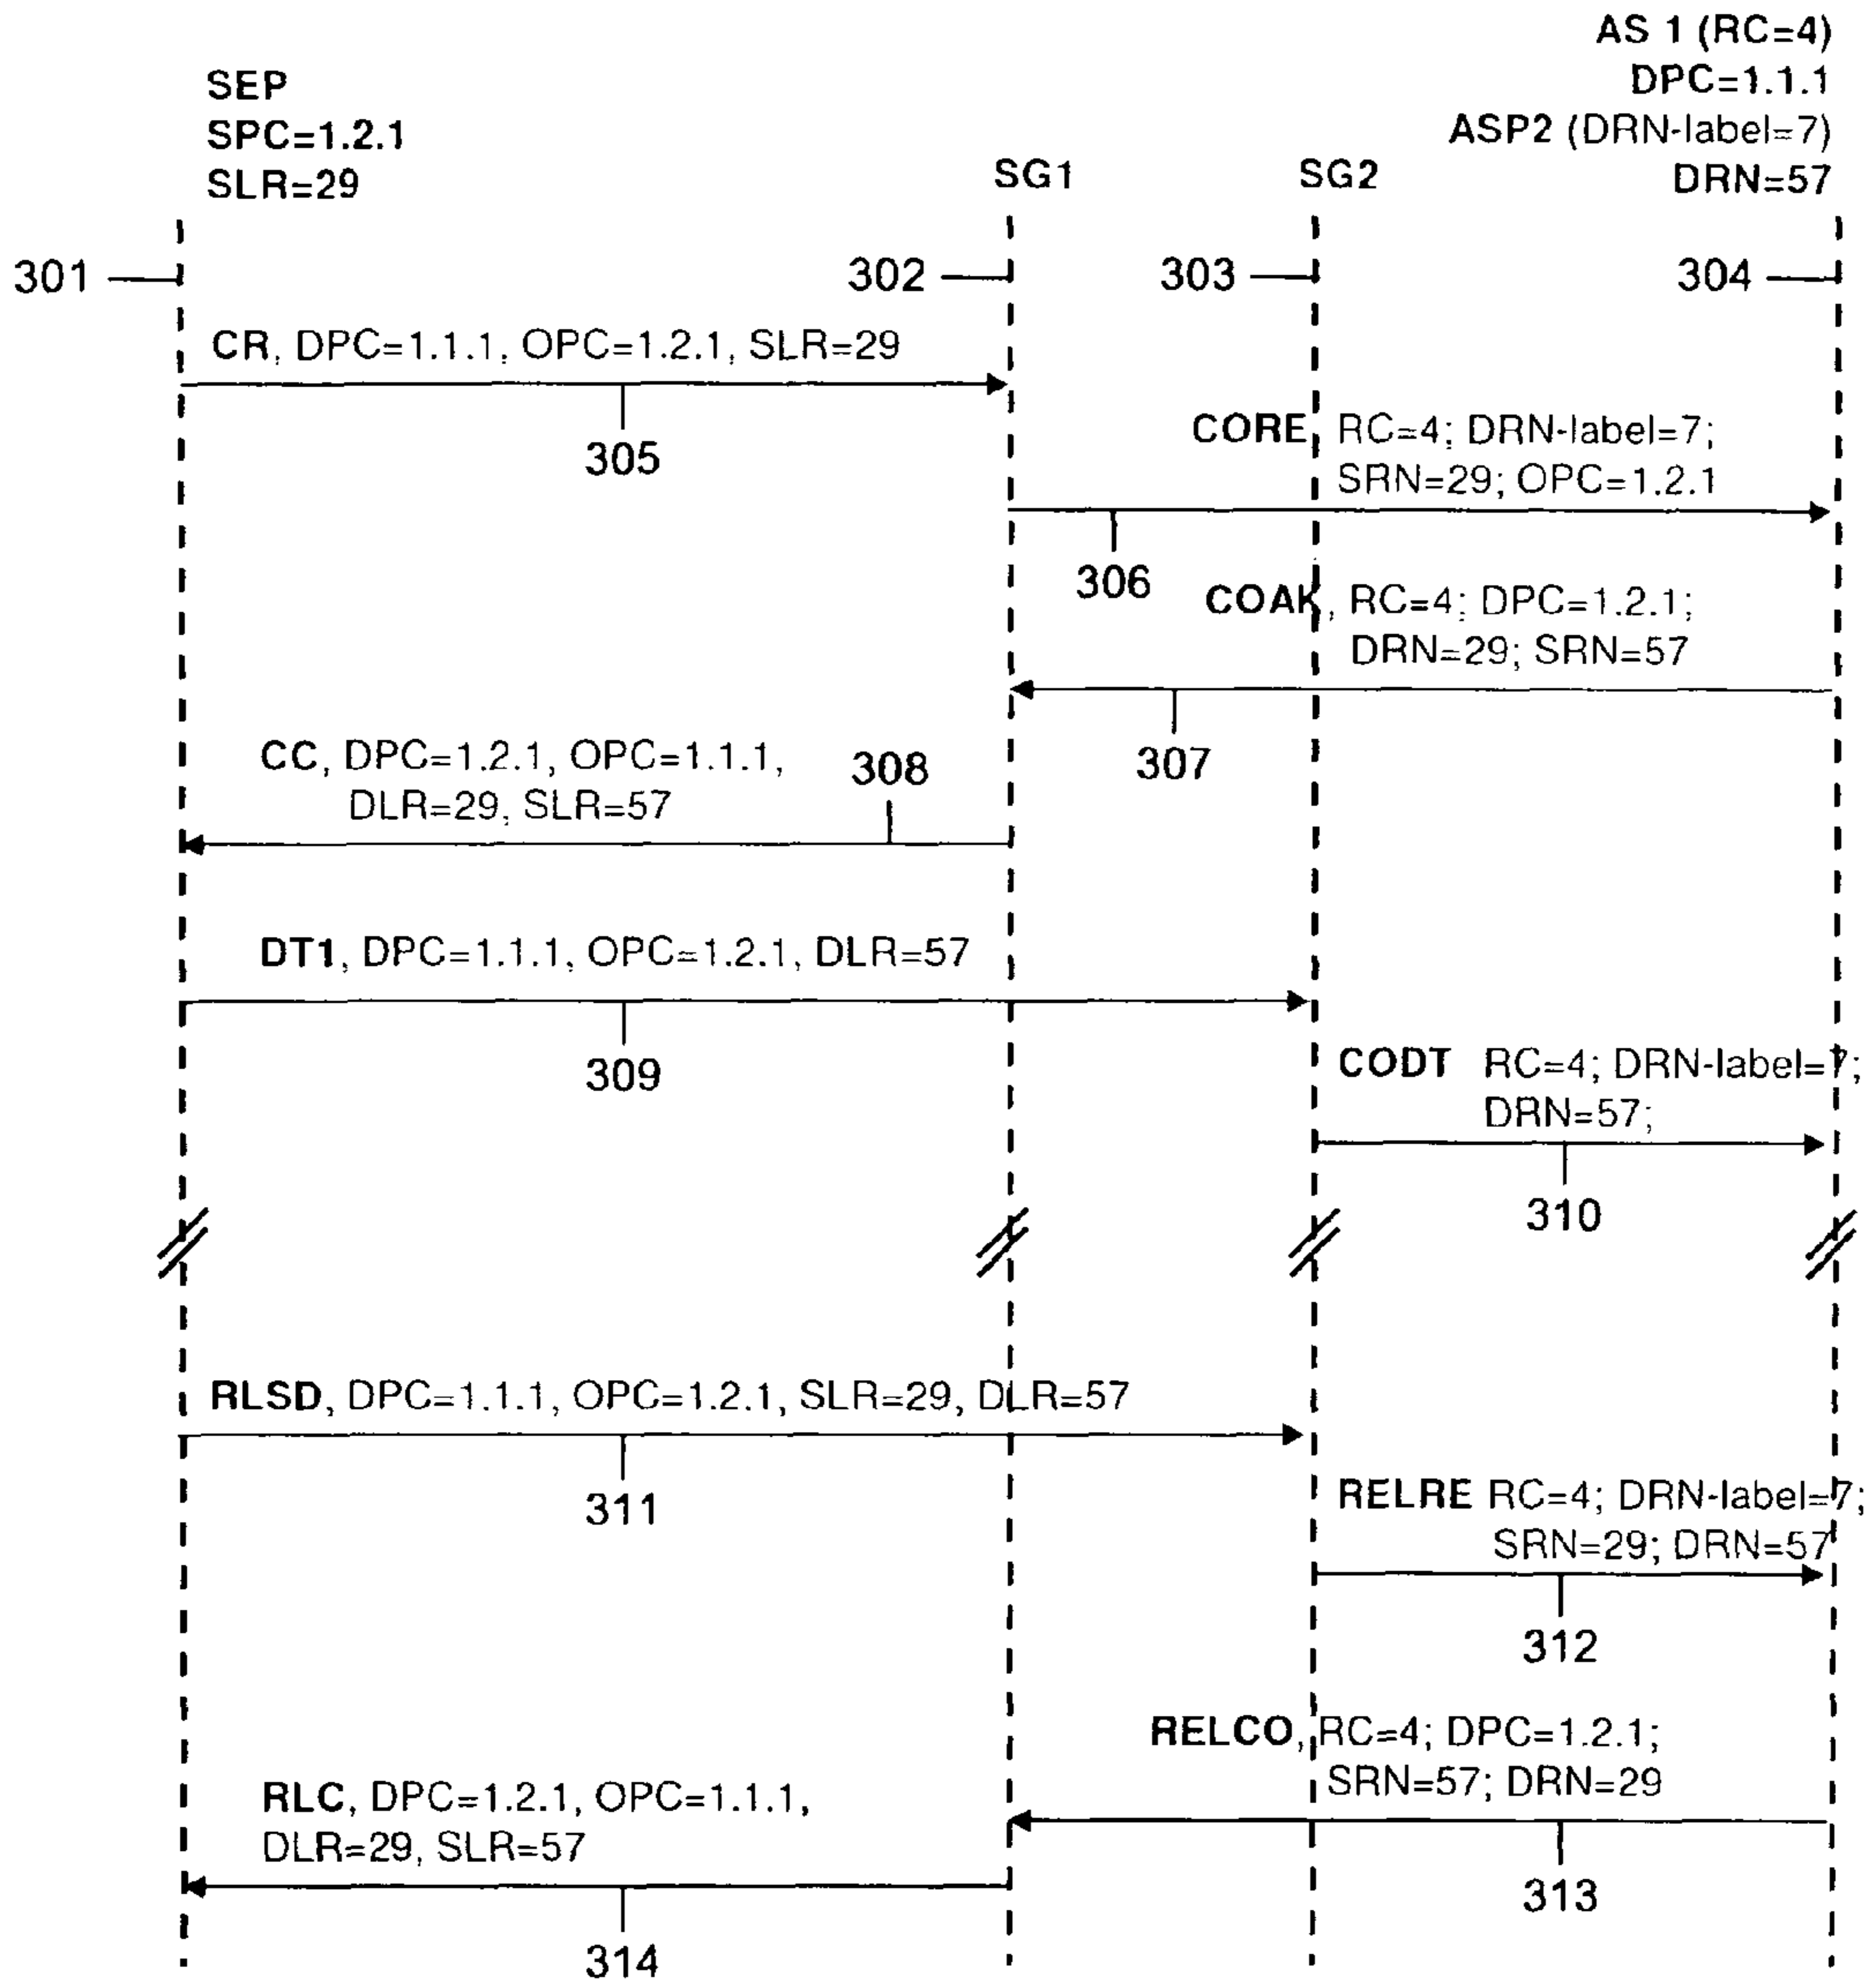 AS 1 (RC=4)
DPC=1.1.1
ASP2 (DRN-label=7)
DRN=57
SEP
SPC=1.2.1
SLR=29
SG1
SG2
301
302
303
304
CR, DPC=1.1.1, OPC=1.2.1, SLR=29
305
CORE, RC=4; DRN-label=7;
SRN=29; OPC=1.2.1
306
COAK, RC=4; DPC=1.2.1;
DRN=29; SRN=57
307
CC, DPC=1.2.1, OPC=1.1.1,
DLR=29, SLR=57
308
DT1, DPC=1.1.1, OPC=1.2.1, DLR=57
309
CODT RC=4; DRN-label=7;
DRN=57;
310
RLSD, DPC=1.1.1, OPC=1.2.1, SLR=29, DLR=57
311
RELRE RC=4; DRN-label=7;
SRN=29; DRN=57
312
RELCO, RC=4; DPC=1.2.1;
SRN=57; DRN=29
313
RLC, DPC=1.2.1, OPC=1.1.1,
DLR=29, SLR=57
314